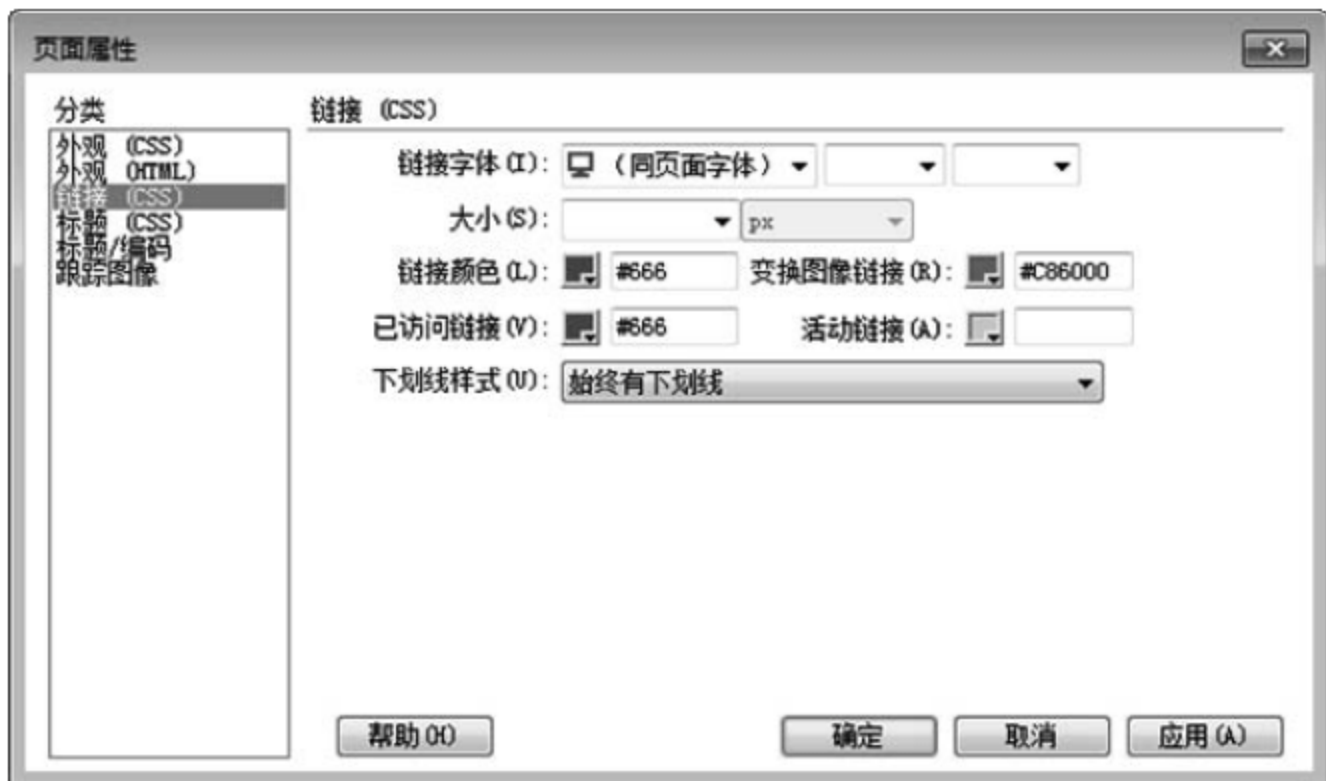 页面属性
分类
外观 (CSS)
外观 (HTML)
链接 (CSS)
标题 (CSS)
标题/编码
跟踪图像
链接 (CSS)
链接字体(I): (同页面字体)
大小(S): px
链接颜色(L): #666 变换图像链接(R): #C86000
已访问链接(V): #666 活动链接(A):
下划线样式(U): 始终有下划线
帮助(H) 确定 取消 应用(A)